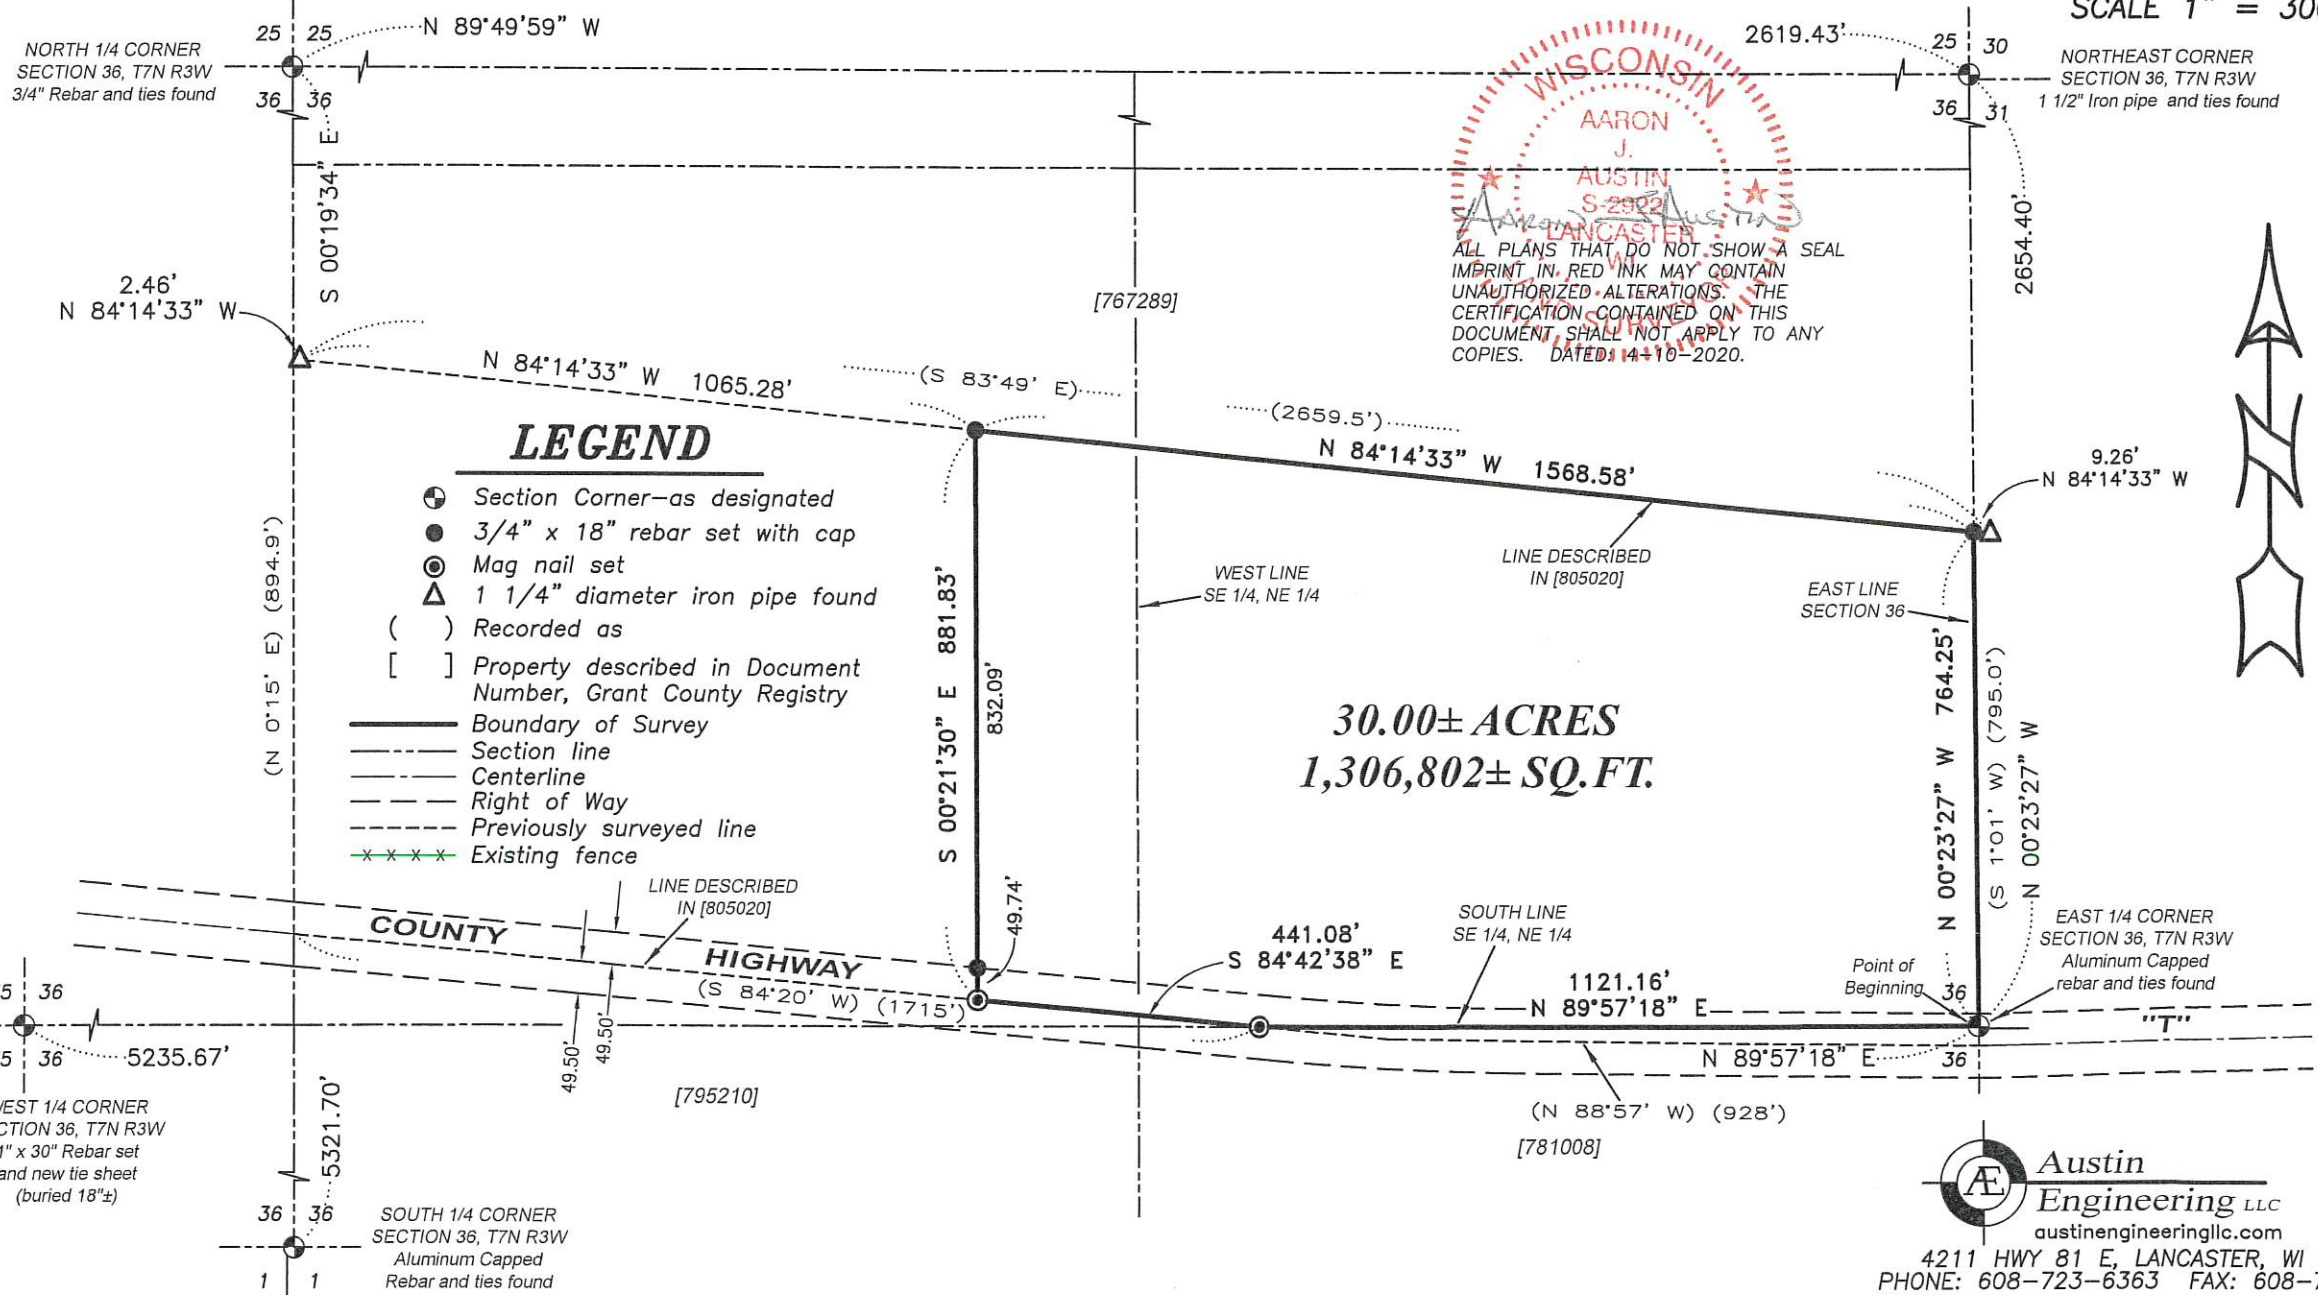 SCALE 1" =
25 25
N 89°49'59" W
NORTH 1/4 CORNER
SECTION 36, T7N R3W
3/4" Rebar and ties found
36 36
S 00°19'34" E
2619.43'
25 30
NORTHEAST CORNER
SECTION 36, T7N R3W
1 1/2" Iron pipe and ties found
36 31
2654.40'
WISCONSIN
AARON
J.
AUSTIN
S-2922
LANCASTER
WI
LAND SURVEYOR
Aaron J Austin
ALL PLANS THAT DO NOT SHOW A SEAL
IMPRINT IN RED INK MAY CONTAIN
UNAUTHORIZED ALTERATIONS. THE
CERTIFICATION CONTAINED ON THIS
DOCUMENT SHALL NOT APPLY TO ANY
COPIES. DATED: 4-10-2020.
2.46'
N 84°14'33" W
[767289]
N 84°14'33" W 1065.28'
(S 83°49' E)
(2659.5')
N 84°14'33" W 1568.58'
9.26'
N 84°14'33" W
N
LEGEND
Section Corner-as designated
3/4" x 18" rebar set with cap
Mag nail set
1 1/4" diameter iron pipe found
( ) Recorded as
[ ] Property described in Document
Number, Grant County Registry
Boundary of Survey
Section line
Centerline
Right of Way
Previously surveyed line
x x x x Existing fence
(N 0°15' E) (894.9')
S 00°21'30" E 881.83'
832.09'
WEST LINE
SE 1/4, NE 1/4
LINE DESCRIBED
IN [805020]
EAST LINE
SECTION 36
30.00± ACRES
1,306,802± SQ.FT.
N 00°23'27" W 764.25'
(S 1°01' W) (795.0')
N 00°23'27" W
LINE DESCRIBED
IN [805020]
COUNTY HIGHWAY "T"
(S 84°20' W) (1715')
49.74'
49.50'
49.50'
441.08'
S 84°42'38" E
SOUTH LINE
SE 1/4, NE 1/4
1121.16'
N 89°57'18" E
Point of
Beginning
36
EAST 1/4 CORNER
SECTION 36, T7N R3W
Aluminum Capped
rebar and ties found
N 89°57'18" E
36
(N 88°57' W) (928')
[781008]
[795210]
36
36
5235.67'
1/4 CORNER
36, T7N R3W
x 30" Rebar set
and new tie sheet
(buried 18"±)
5321.70'
36 36
SOUTH 1/4 CORNER
SECTION 36, T7N R3W
Aluminum Capped
Rebar and ties found
1 1
AE
Austin
Engineering LLC
austinengineeringllc.com
4211 HWY 81 E, LANCASTER, WI
PHONE: 608-723-6363 FAX: